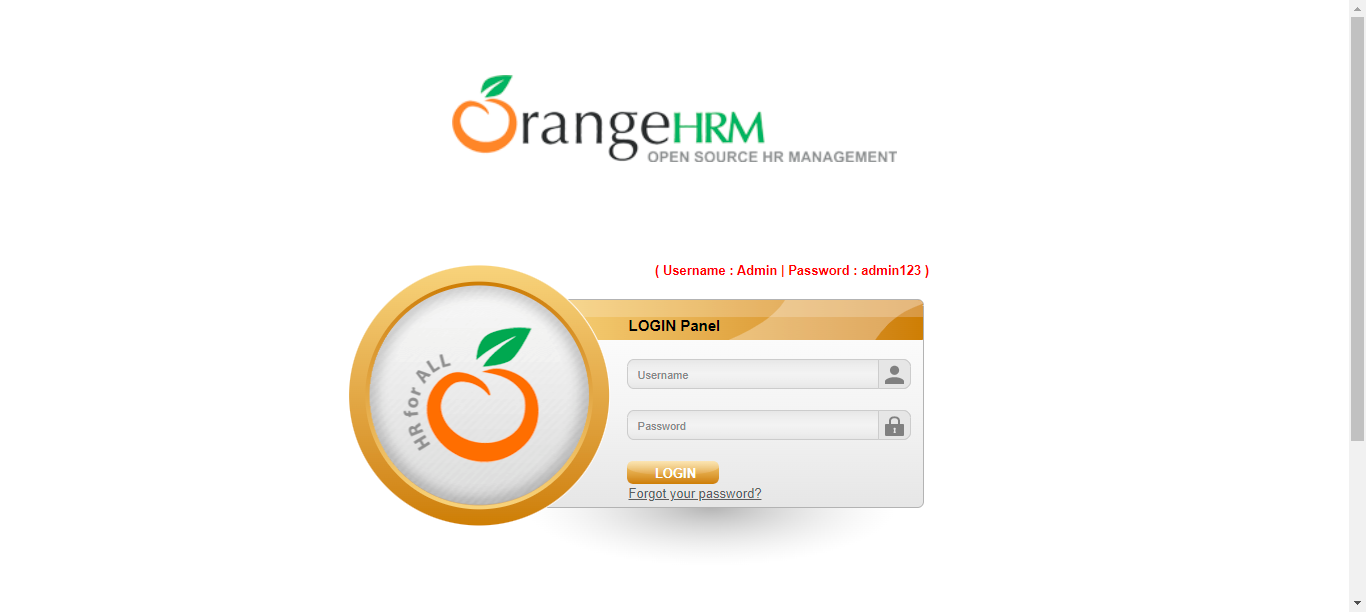 OrangeHRM
OPEN SOURCE HR MANAGEMENT
( Username : Admin | Password : admin123 )
HR for ALL
LOGIN Panel
Username
Password
LOGIN
Forgot your password?